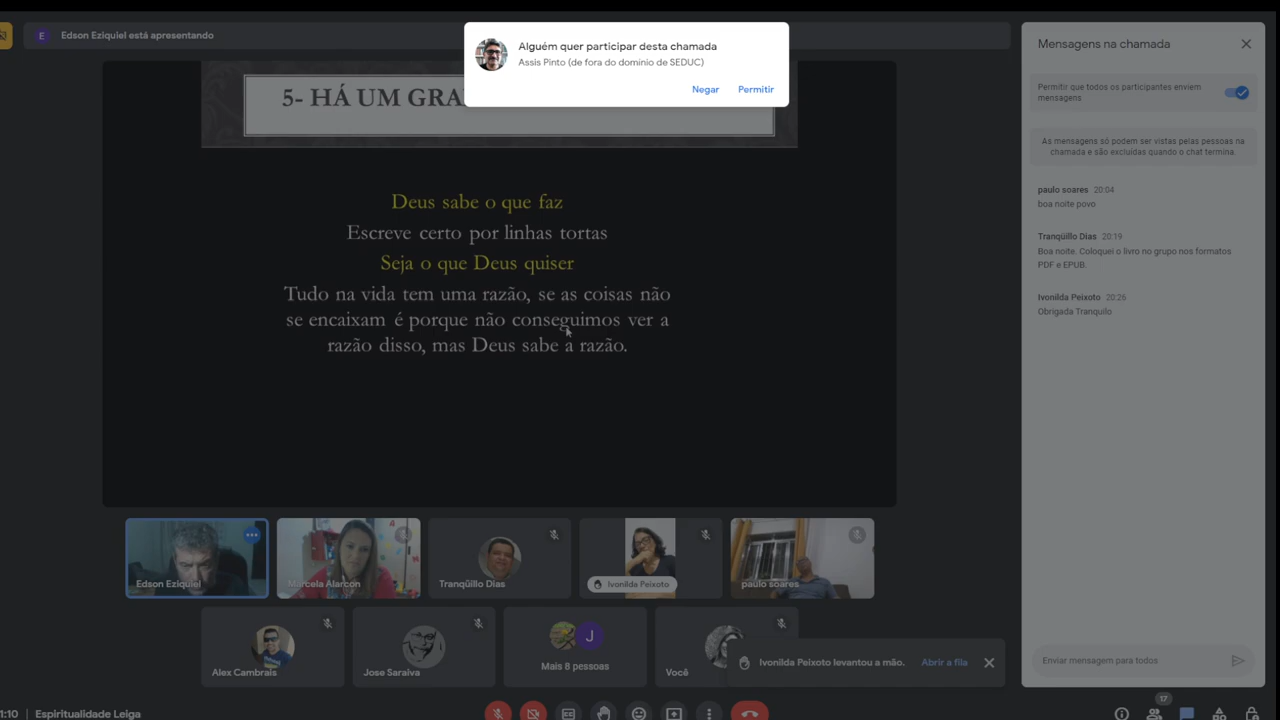 E Edson Eziquiel está apresentando
Alguém quer participar desta chamada
Assis Pinto (de fora do domínio de SEDUC)
Negar Permitir
5- HÁ UM
Deus sabe o que faz
Escreve certo por linhas tortas
Seja o que Deus quiser
Tudo na vida tem uma razão, se as coisas não
se encaixam é porque não conseguimos ver a
razão disso, mas Deus sabe a razão.
Mensagens na chamada
Permitir que todos os participantes enviem
mensagens
As mensagens só podem ser vistas pelas pessoas na
chamada e são excluídas quando o chat termina.
paulo soares 20:04
boa noite povo
Tranqüillo Dias 20:19
Boa noite. Coloquei o livro no grupo nos formatos
PDF e EPUB.
Ivonilda Peixoto 20:26
Obrigada Tranquilo
Enviar mensagem para todos
Edson Eziquiel
Marcela Alarcon
Tranqüillo Dias
Ivonilda Peixoto
paulo soares
Alex Cambrais
Jose Saraiva
J
Mais 8 pessoas
Você
Ivonilda Peixoto levantou a mão. Abrir a fila
1:10 | Espiritualidade Leiga
17